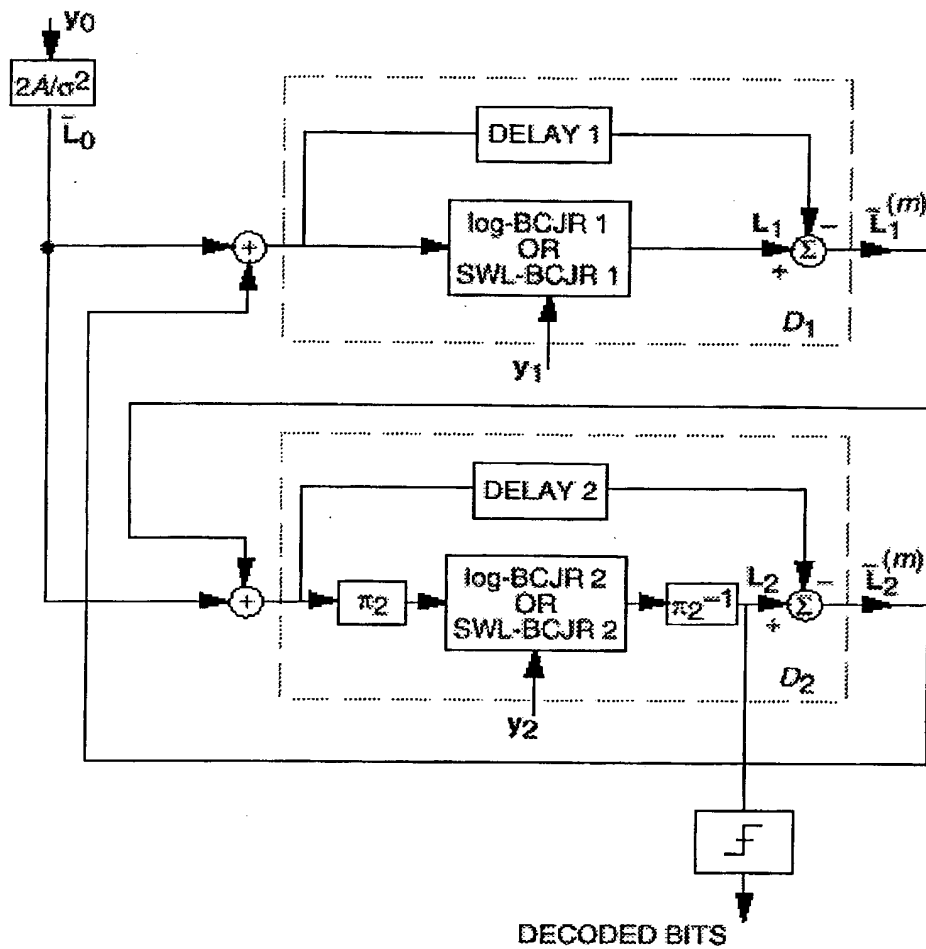 y₀
2A/σ²
L̃₀
DELAY 1
+
log-BCJR 1
OR
SWL-BCJR 1
L₁
−
Σ
+
L̃₁⁽ᵐ⁾
D₁
y₁
DELAY 2
+
π₂
log-BCJR 2
OR
SWL-BCJR 2
π₂⁻¹
L₂
−
Σ
+
L̃₂⁽ᵐ⁾
D₂
y₂
DECODED BITS